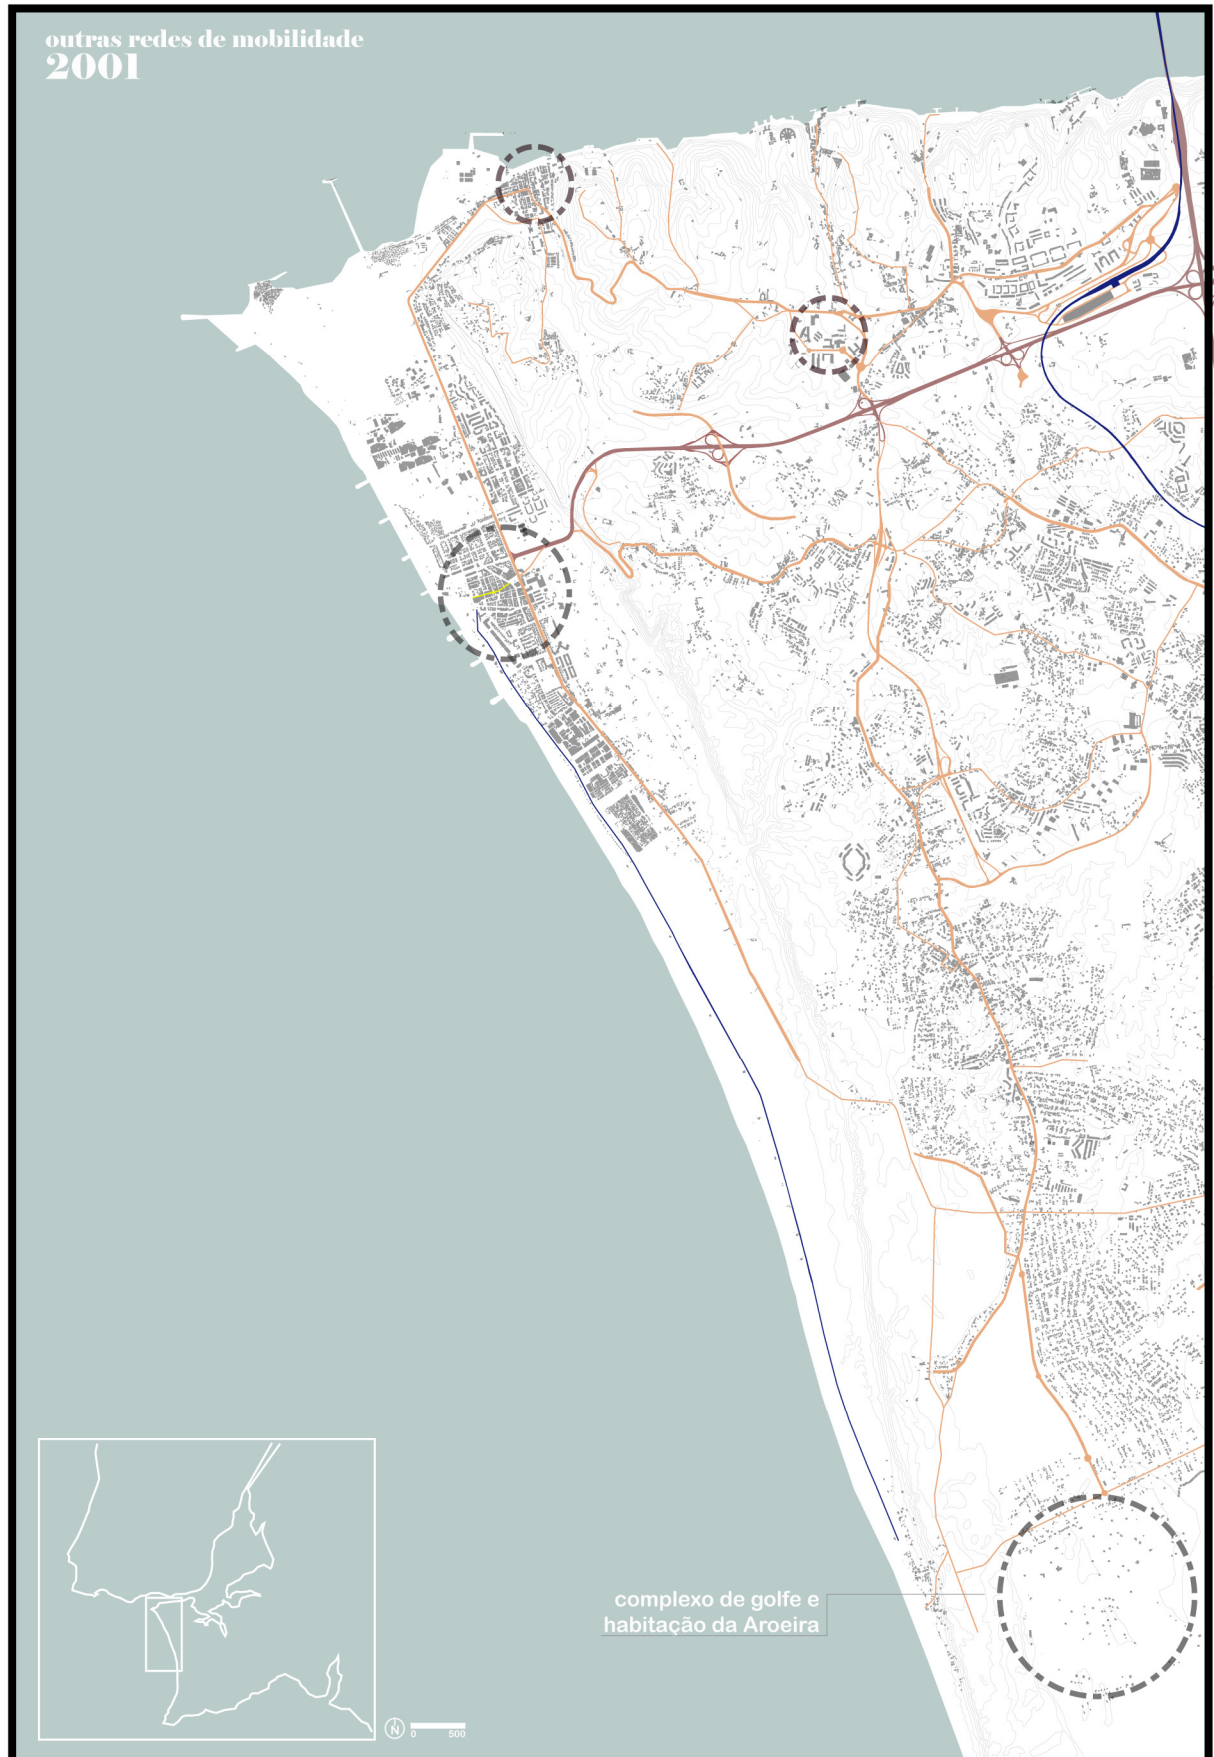 outras redes de mobilidade
2001
complexo de golfe e
habitação da Aroeira
N
0 500